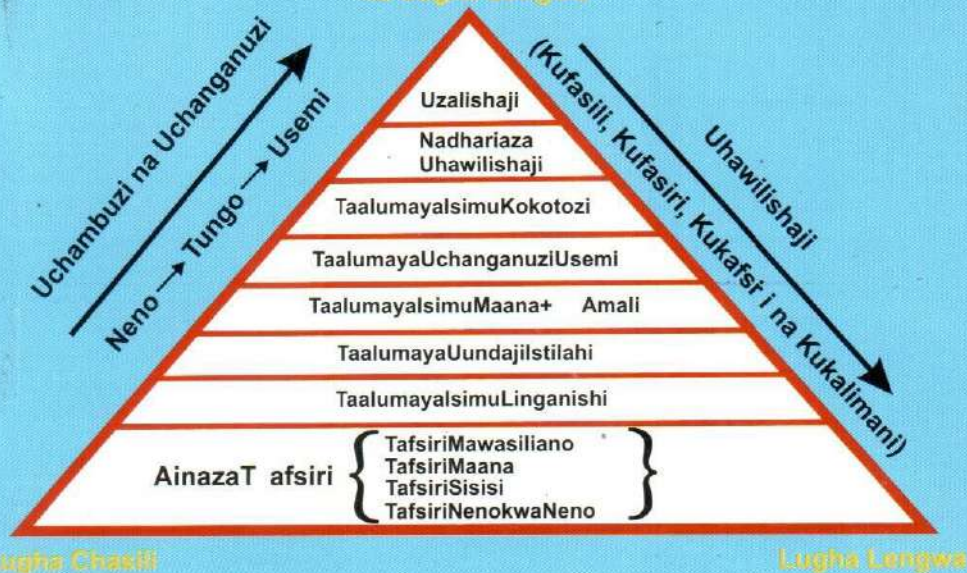 Uchambuzi na Uchanganuzi
Neno → Tungo → Usemi
Uhawilishaji
(Kufasili, Kufasiri, Kukafsr i na Kukalimani)
Uzalishaji
Nadhariaza
Uhawilishaji
TaalumayaIsimuKokotozi
TaalumayaUchanganuziUsemi
TaalumayaIsimuMaana+ Amali
TaalumayaUundajiIstilahi
TaalumayaIsimuLinganishi
AinazaT afsiri
TafsiriMawasiliano
TafsiriMaana
TafsiriSisisi
TafsiriNenokwaNeno
Lugha Lengwa